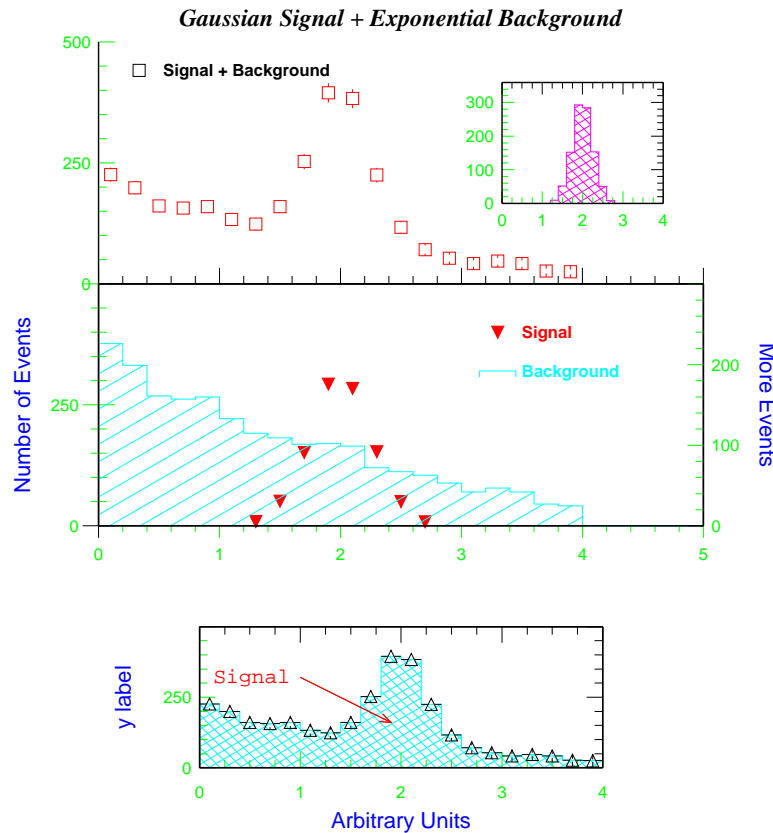 Gaussian Signal + Exponential Background
500
250
0
Signal + Background
300
200
100
0
0 1 2 3 4
Number of Events
250
0
Signal
Background
200
100
0
More Events
0 1 2 3 4 5
y label
250
0
Signal
0 1 2 3 4
Arbitrary Units